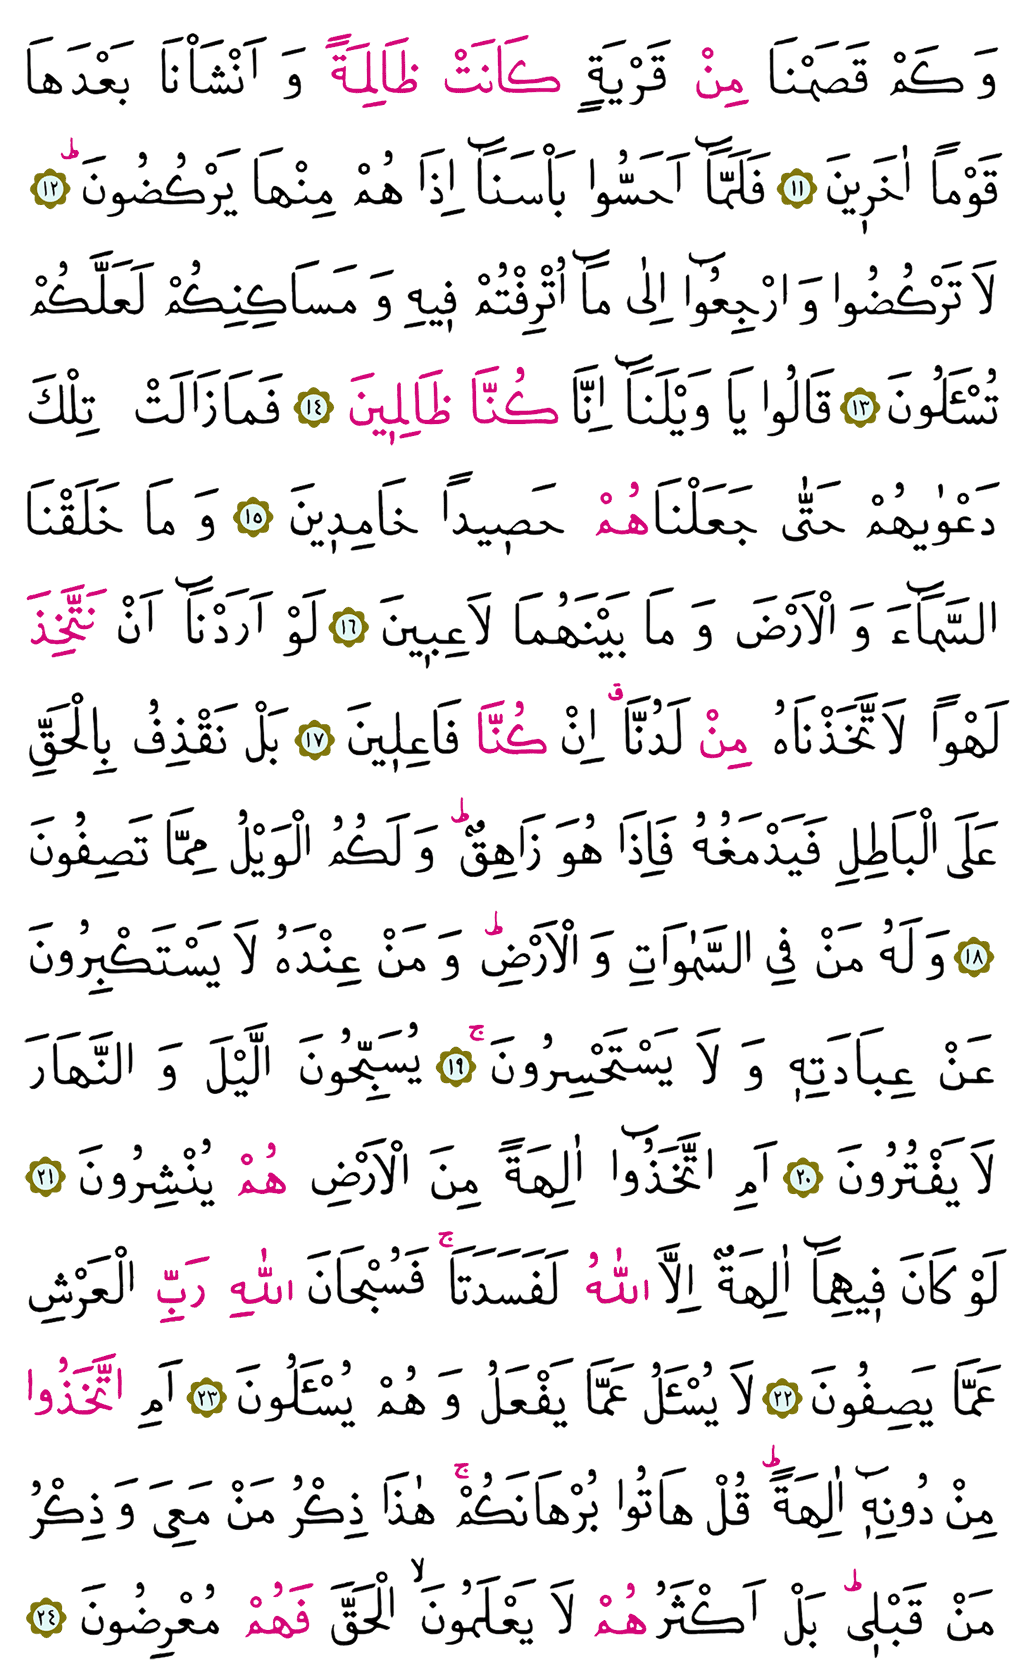 وَ كَمْ قَصَمْنَا مِنْ قَرْيَةٍ كَانَتْ ظَالِمَةً وَ اَنْشَاْنَا بَعْدَهَا
قَوْمًا اٰخَرٖينَ ﴿١١﴾ فَلَمَّٓا اَحَسُّوا بَاْسَنَٓا اِذَا هُمْ مِنْهَا يَرْكُضُونَؕ ﴿١٢﴾
لَا تَرْكُضُوا وَ ارْجِعُٓوا اِلٰى مَٓا اُتْرِفْتُمْ فٖيهِ وَ مَسَاكِنِكُمْ لَعَلَّكُمْ
تُسْـَٔلُونَ ﴿١٣﴾ قَالُوا يَا وَيْلَنَٓا اِنَّا كُنَّا ظَالِمٖينَ ﴿١٤﴾ فَمَا زَالَتْ تِلْكَ
دَعْوٰيهُمْ حَتّٰى جَعَلْنَاهُمْ حَصٖيدًا خَامِدٖينَ ﴿١٥﴾ وَ مَا خَلَقْنَا
السَّمَٓاءَ وَ الْاَرْضَ وَ مَا بَيْنَهُمَا لَاعِبٖينَ ﴿١٦﴾ لَوْ اَرَدْنَٓا اَنْ نَتَّخِذَ
لَهْوًا لَاتَّخَذْنَاهُ مِنْ لَدُنَّاۗ اِنْ كُنَّا فَاعِلٖينَ ﴿١٧﴾ بَلْ نَقْذِفُ بِالْحَقِّ
عَلَى الْبَاطِلِ فَيَدْمَغُهُ فَاِذَا هُوَ زَاهِقٌؕ وَ لَكُمُ الْوَيْلُ مِمَّا تَصِفُونَ
﴿١٨﴾ وَ لَهُ مَنْ فِي السَّمٰوَاتِ وَ الْاَرْضِؕ وَ مَنْ عِنْدَهُ لَا يَسْتَكْبِرُونَ
عَنْ عِبَادَتِهٖ وَ لَا يَسْتَحْسِرُونَۚ ﴿١٩﴾ يُسَبِّحُونَ الَّيْلَ وَ النَّهَارَ
لَا يَفْتُرُونَ ﴿٢٠﴾ اَمِ اتَّخَذُٓوا اٰلِهَةً مِنَ الْاَرْضِ هُمْ يُنْشِرُونَ ﴿٢١﴾
لَوْ كَانَ فٖيهِمَٓا اٰلِهَةٌ اِلَّا اللّٰهُ لَفَسَدَتَاۚ فَسُبْحَانَ اللّٰهِ رَبِّ الْعَرْشِ
عَمَّا يَصِفُونَ ﴿٢٢﴾ لَا يُسْـَٔلُ عَمَّا يَفْعَلُ وَ هُمْ يُسْـَٔلُونَ ﴿٢٣﴾ اَمِ اتَّخَذُوا
مِنْ دُونِهٖٓ اٰلِهَةًؕ قُلْ هَاتُوا بُرْهَانَكُمْۚ هٰذَا ذِكْرُ مَنْ مَعِيَ وَ ذِكْرُ
مَنْ قَبْلٖيؕ بَلْ اَكْثَرُهُمْ لَا يَعْلَمُونَۙ الْحَقَّ فَهُمْ مُعْرِضُونَ ﴿٢٤﴾